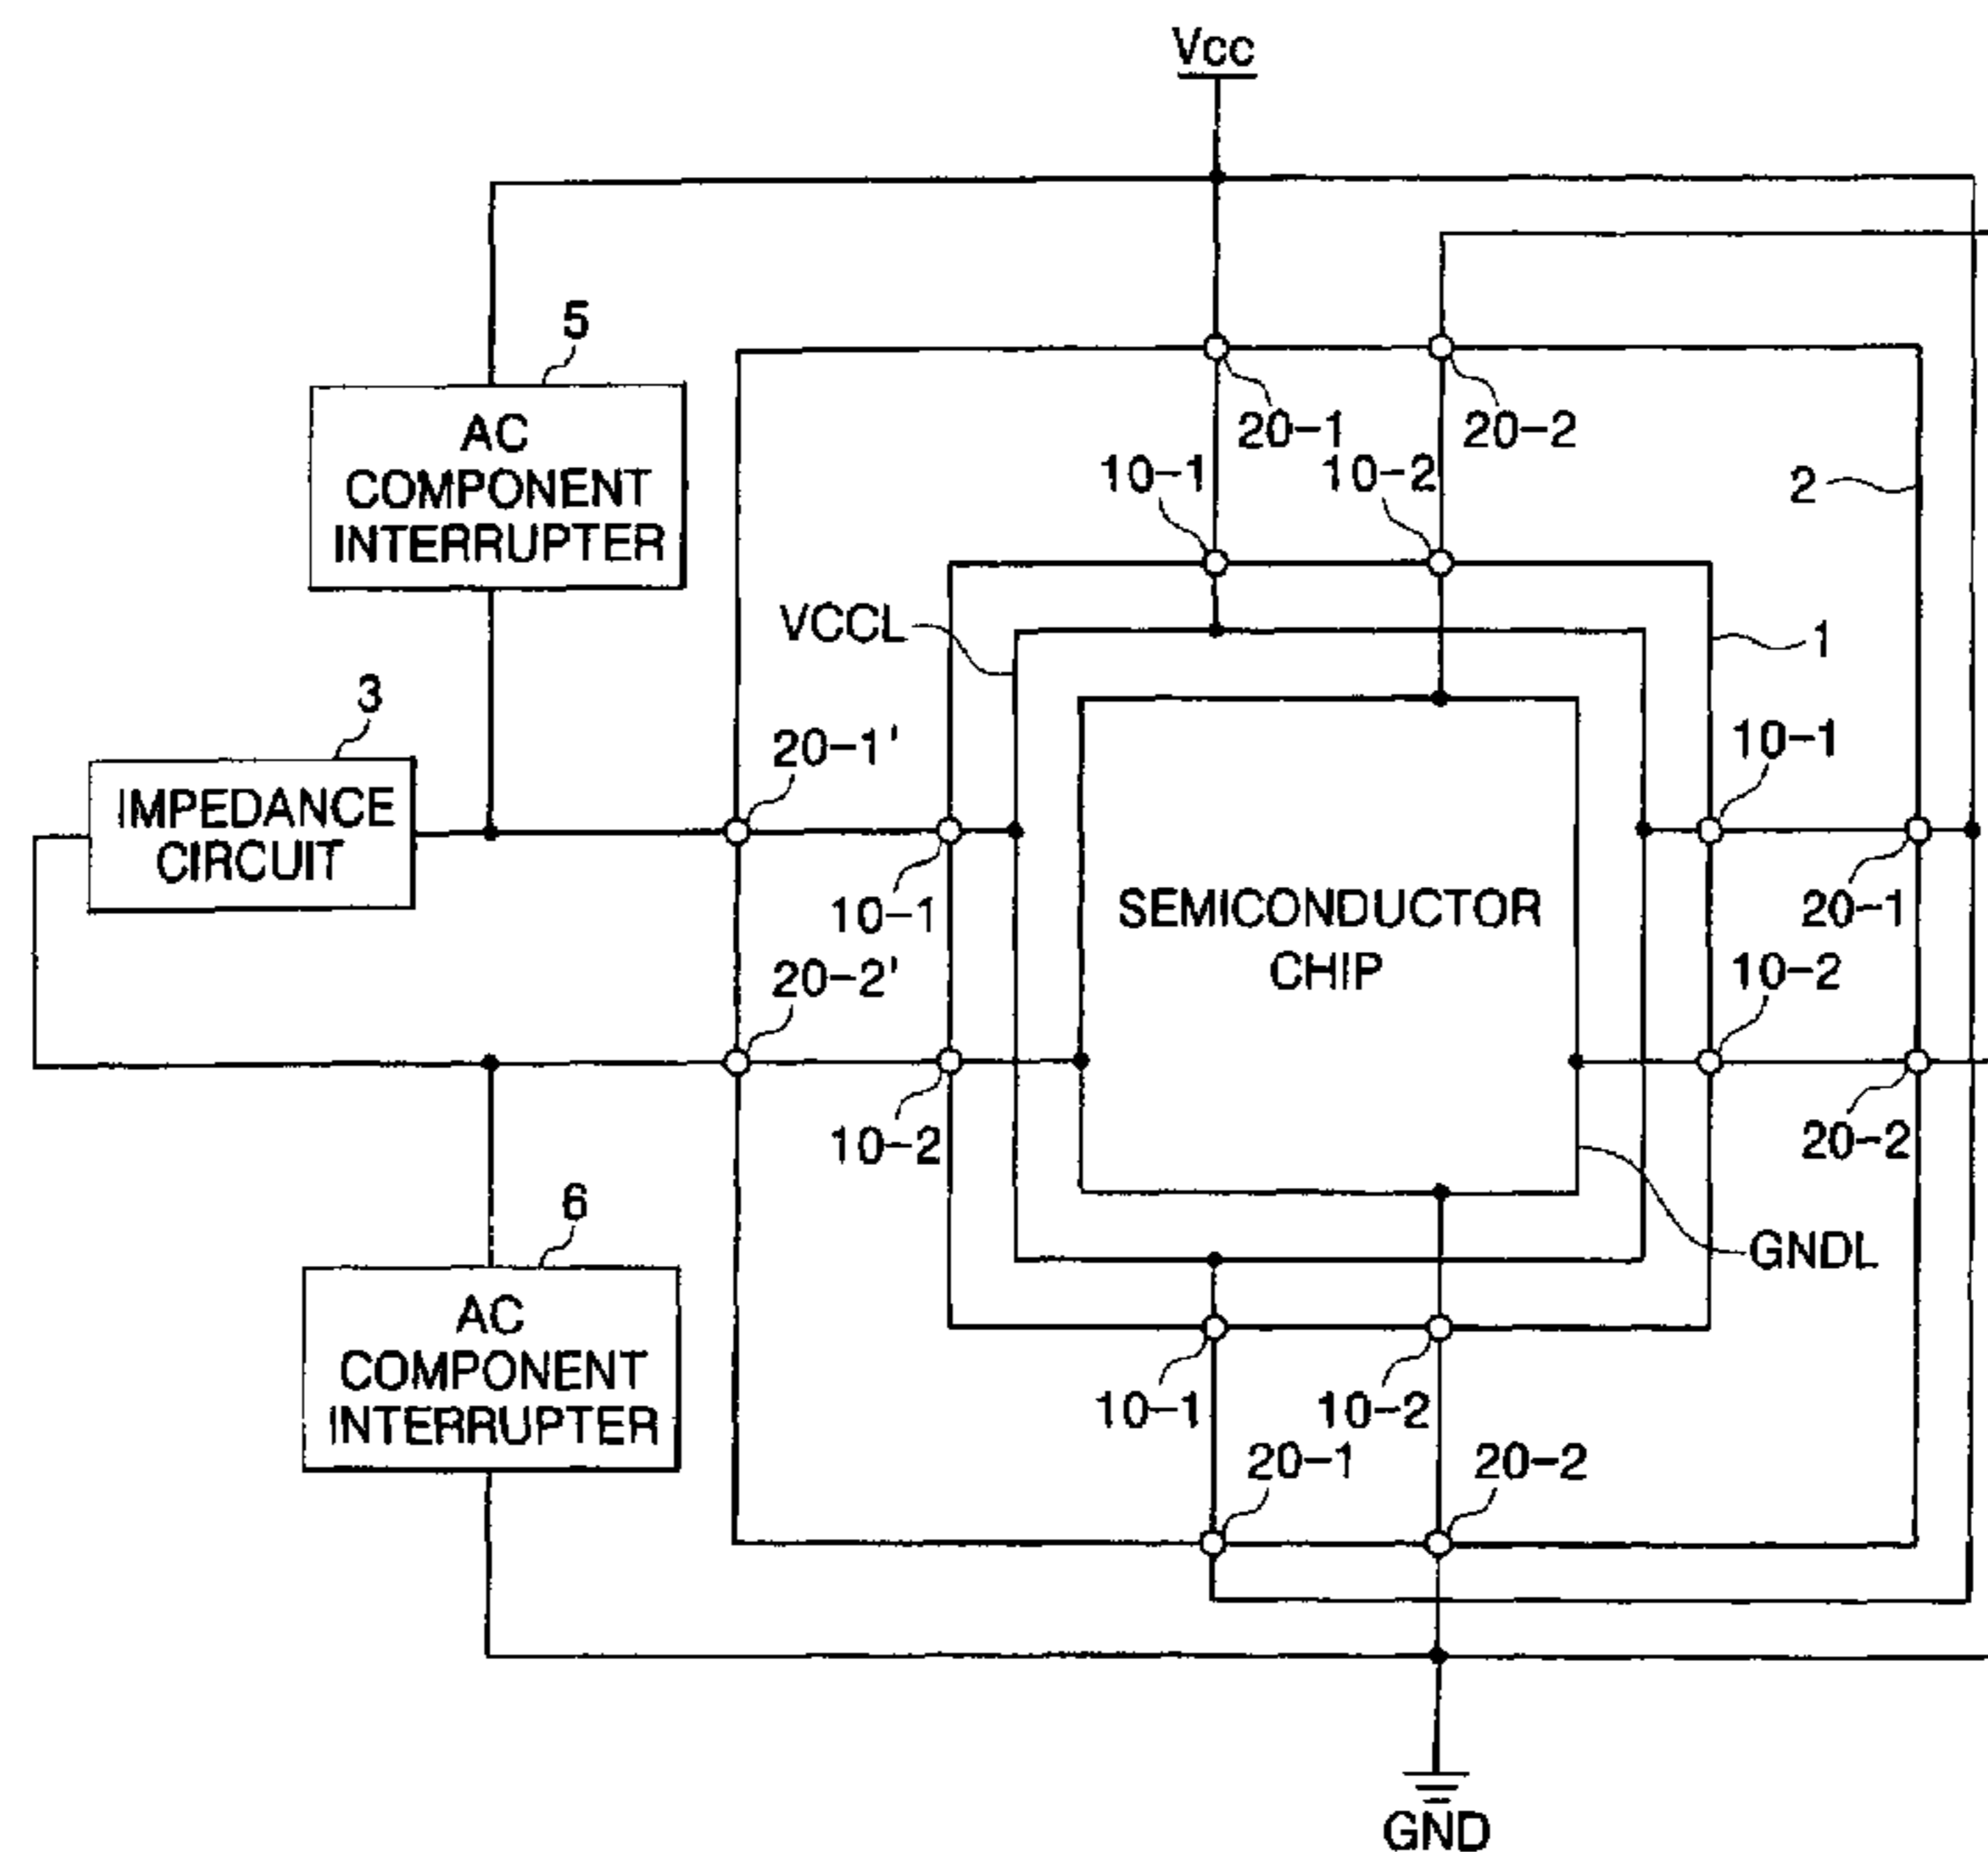 Vcc
5
AC
COMPONENT
INTERRUPTER
20-1
20-2
10-1
10-2
2
VCCL
1
3
IMPEDANCE
CIRCUIT
20-1'
10-1
10-1
20-1
SEMICONDUCTOR
CHIP
20-2'
10-2
10-2
20-2
6
AC
COMPONENT
INTERRUPTER
GNDL
10-1
10-2
20-1
20-2
GND